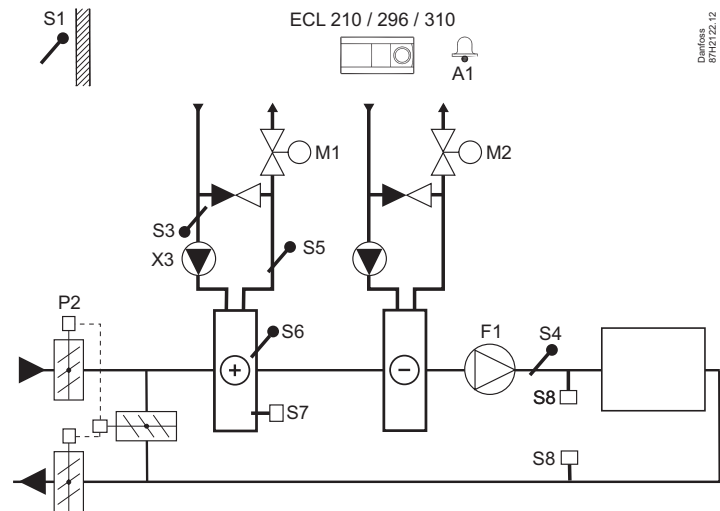 S1
ECL 210 / 296 / 310
A1
Danfoss
87H2122.12
M1
M2
S3
S5
X3
P2
S6
F1
S4
+
−
S7
S8
S8